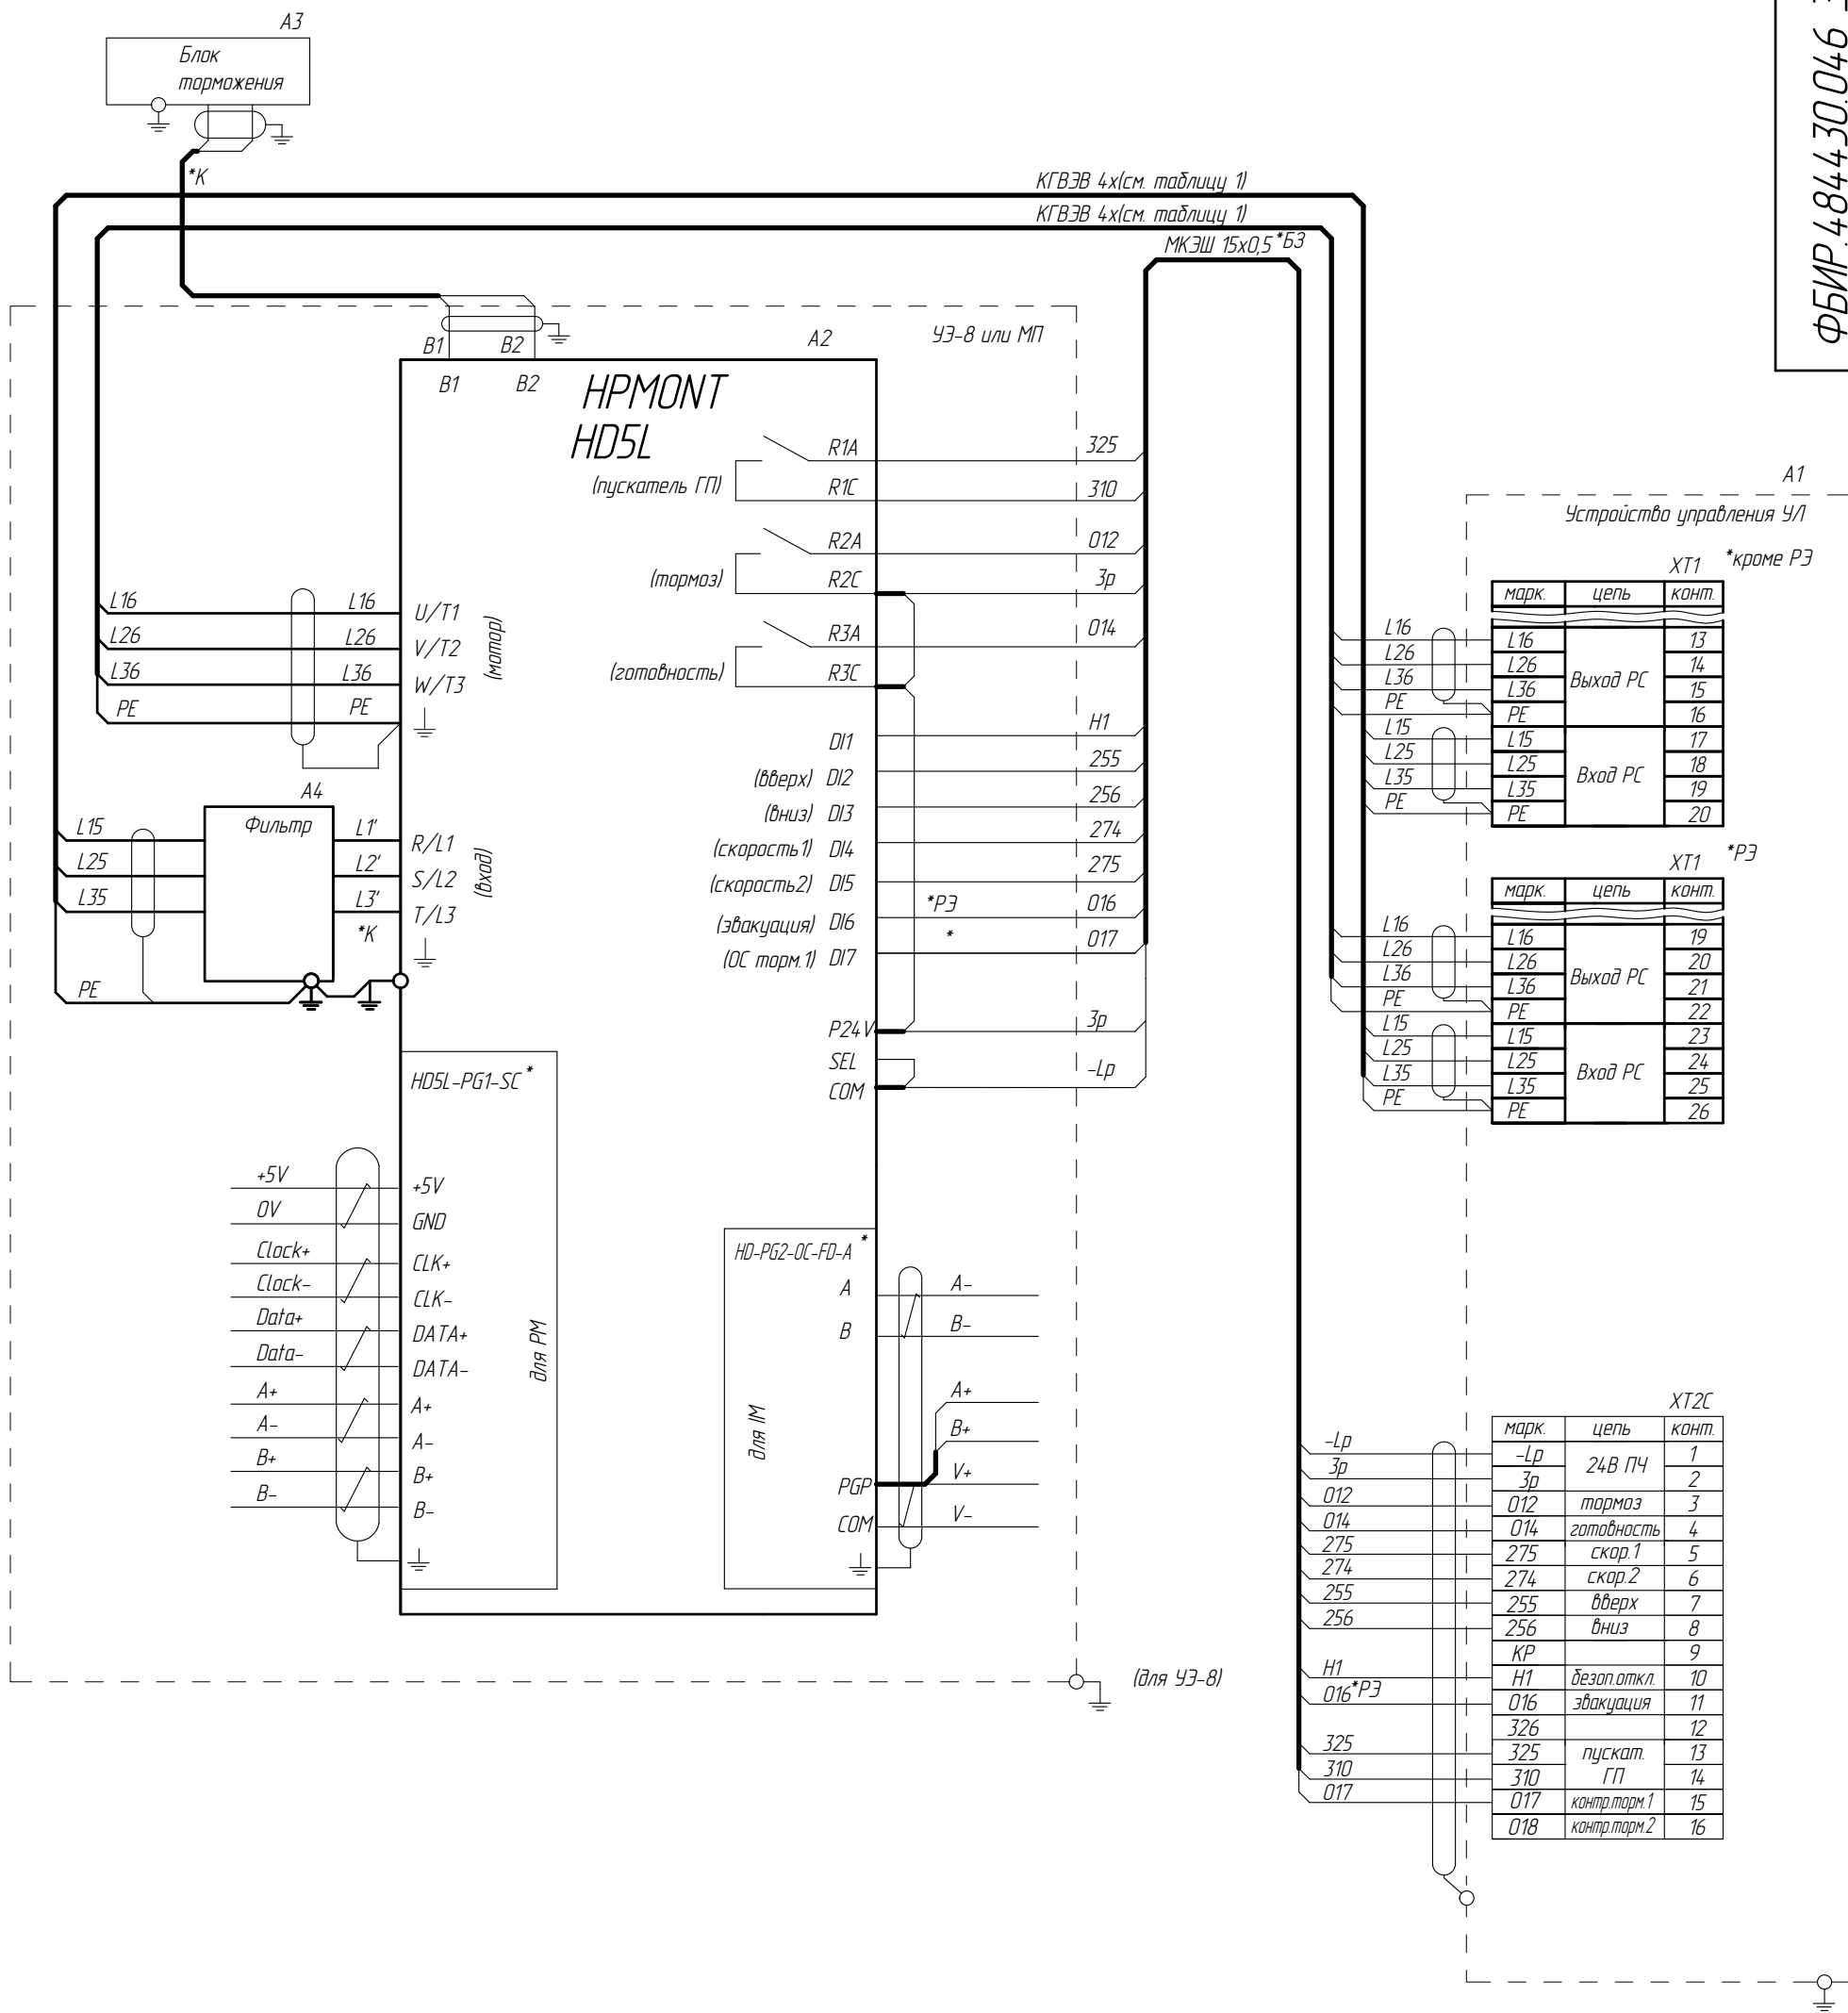 А3
Блок
торможения
*К
КГВЭВ 4х(см. таблицу 1)
КГВЭВ 4х(см. таблицу 1)
МКЭШ 15х0,5 *БЗ
ФБИР.484430.046
B1 B2
А2
УЭ-8 или МП
B1 B2
HPMONT
HD5L
R1A 325
(пускатель ГП) R1C 310
R2A 012
(тормоз) R2C 3р
R3A 014
(готовность) R3C
L16 L16 U/T1
L26 L26 V/T2
L36 L36 W/T3
PE PE
(мотор)
DI1 Н1
(вверх) DI2 255
(вниз) DI3 256
(скорость1) DI4 274
(скорость2) DI5 275
(эвакуация) DI6 *РЭ 016
(ОС торм.1) DI7 * 017
P24V 3р
SEL
COM -Lр
А4
Фильтр
L15 L1' R/L1
L25 L2' S/L2
L35 L3' T/L3
(вход)
*К
PE
HD5L-PG1-SC *
+5V +5V
0V GND
Clock+ CLK+
Clock- CLK-
Data+ DATA+
Data- DATA-
A+ A+
A- A-
B+ B+
B- B-
для РМ
HD-PG2-OC-FD-A *
A A-
B B-
A+
B+
PGP V+
COM V-
для IM
(для УЭ-8)
А1
Устройство управления УЛ
XT1 *кроме РЭ
марк. цепь конт.
L16 L16 13
L26 L26 14
L36 L36 15
PE PE 16
Выход РС
L15 L15 17
L25 L25 18
L35 L35 19
PE PE 20
Вход РС
XT1 *РЭ
марк. цепь конт.
L16 L16 19
L26 L26 20
L36 L36 21
PE PE 22
Выход РС
L15 L15 23
L25 L25 24
L35 L35 25
PE PE 26
Вход РС
XT2C
марк. цепь конт.
-Lр -Lр 24В ПЧ 1
3р 3р 2
012 012 тормоз 3
014 014 готовность 4
275 275 скор.1 5
274 274 скор.2 6
255 255 вверх 7
256 256 вниз 8
КР 9
Н1 Н1 безоп.откл. 10
016 *РЭ 016 эвакуация 11
326 12
325 325 пускат. 13
310 310 ГП 14
017 017 контр.торм.1 15
018 контр.торм.2 16